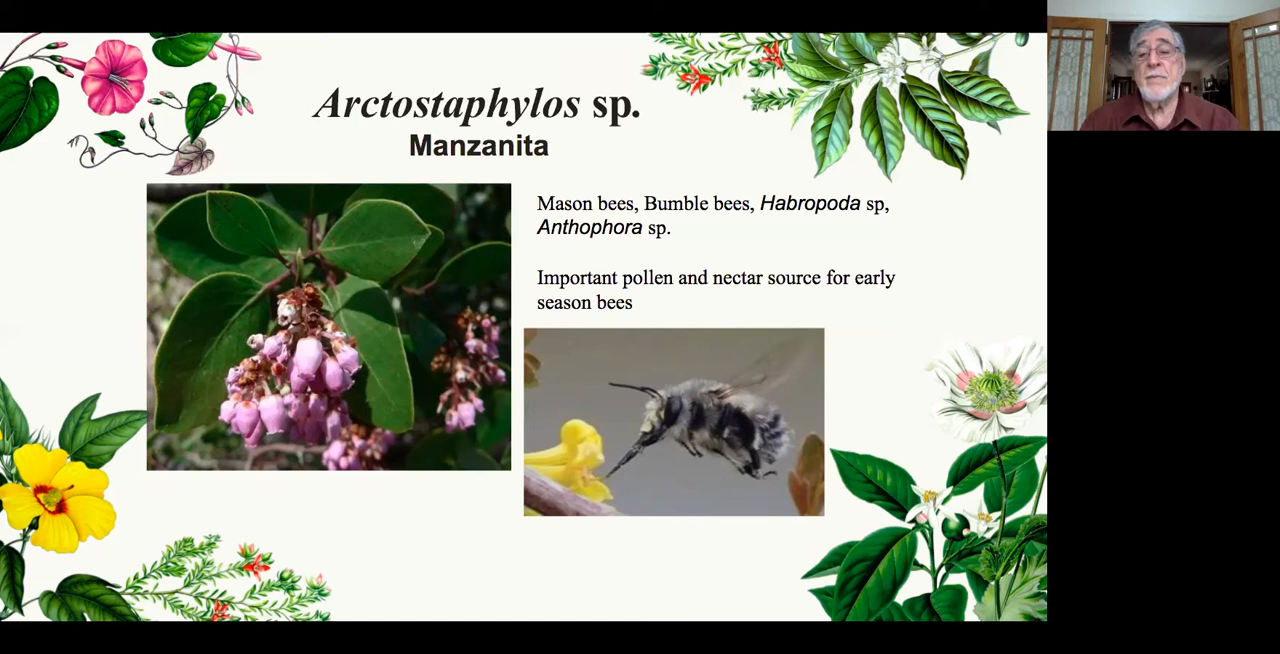 Arctostaphylos sp.
Manzanita
Mason bees, Bumble bees, Habropoda sp,
Anthophora sp.
Important pollen and nectar source for early
season bees